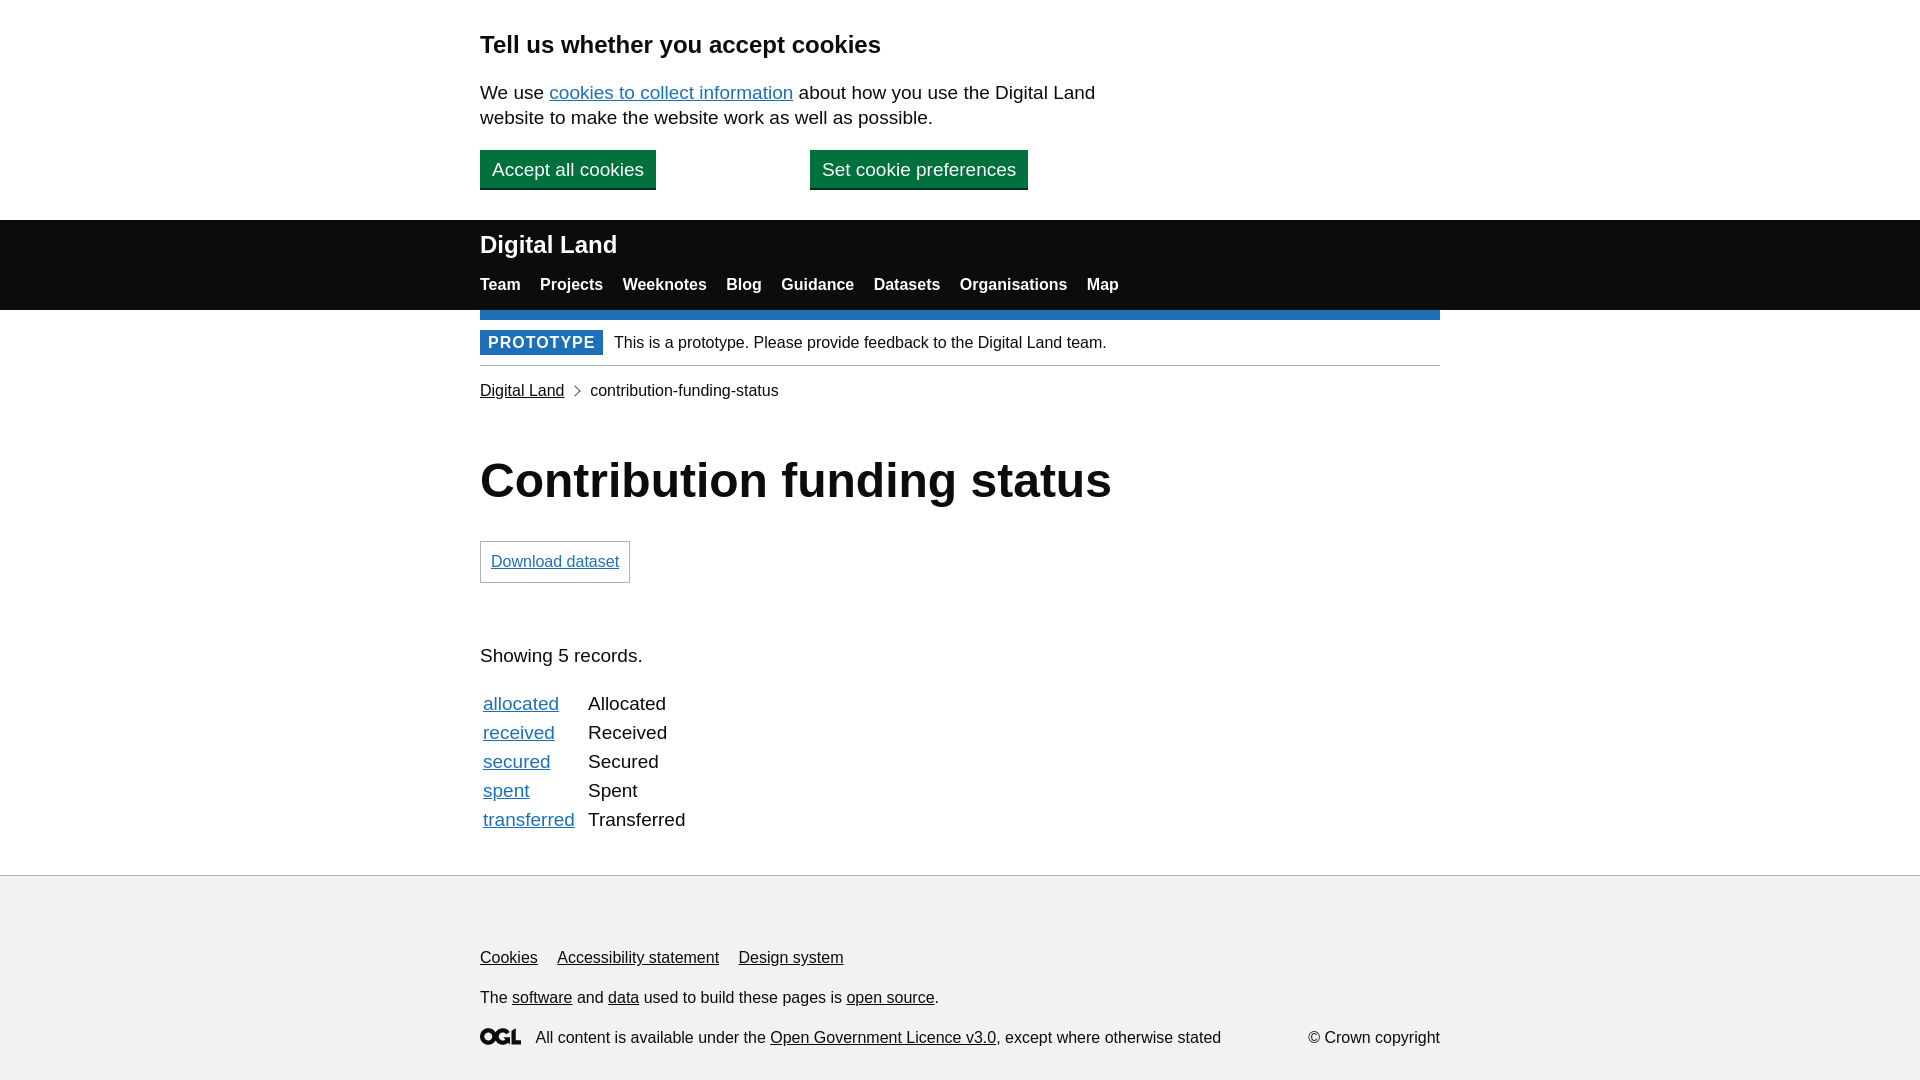 Tell us whether you accept cookies
We use cookies to collect information about how you use the Digital Land
website to make the website work as well as possible.
Accept all cookies
Set cookie preferences
Digital Land
Team Projects Weeknotes Blog Guidance Datasets Organisations Map
PROTOTYPE This is a prototype. Please provide feedback to the Digital Land team.
Digital Land contribution-funding-status
Contribution funding status
Download dataset
Showing 5 records.
allocated Allocated
received Received
secured Secured
spent Spent
transferred Transferred
Cookies Accessibility statement Design system
The software and data used to build these pages is open source.
OGL All content is available under the Open Government Licence v3.0, except where otherwise stated
© Crown copyright